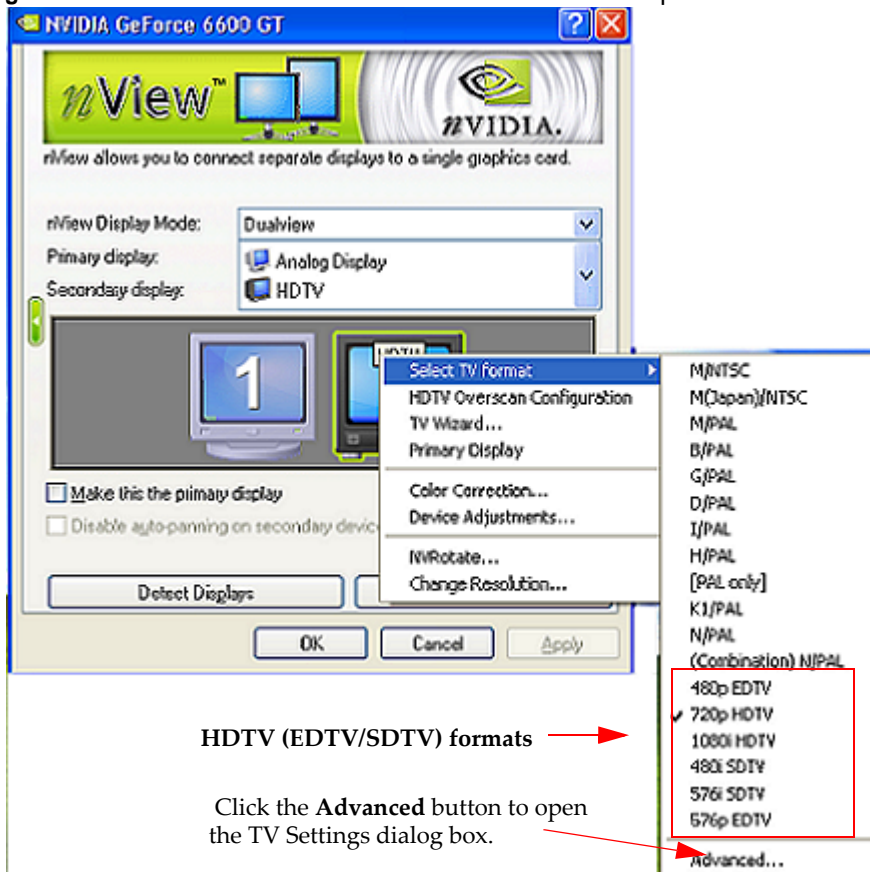 NVIDIA GeForce 6600 GT
nView™
nVIDIA.
nView allows you to connect separate displays to a single graphics card.
nView Display Mode:
Dualview
Primary display:
Analog Display
Secondary display:
HDTV
1
Select TV format
HDTV Overscan Configuration
TV Wizard...
Primary Display
Color Correction...
Device Adjustments...
NVRotate...
Change Resolution...
Make this the primary display
Disable auto-panning on secondary
Detect Displays
OK
Cancel
Apply
M/NTSC
M(Japan)/NTSC
M/PAL
B/PAL
G/PAL
D/PAL
I/PAL
H/PAL
[PAL only]
K1/PAL
N/PAL
(Combination) N/PAL
480p EDTV
720p HDTV
1080i HDTV
480i SDTV
576i SDTV
576p EDTV
Advanced...
HDTV (EDTV/SDTV) formats
Click the Advanced button to open
the TV Settings dialog box.